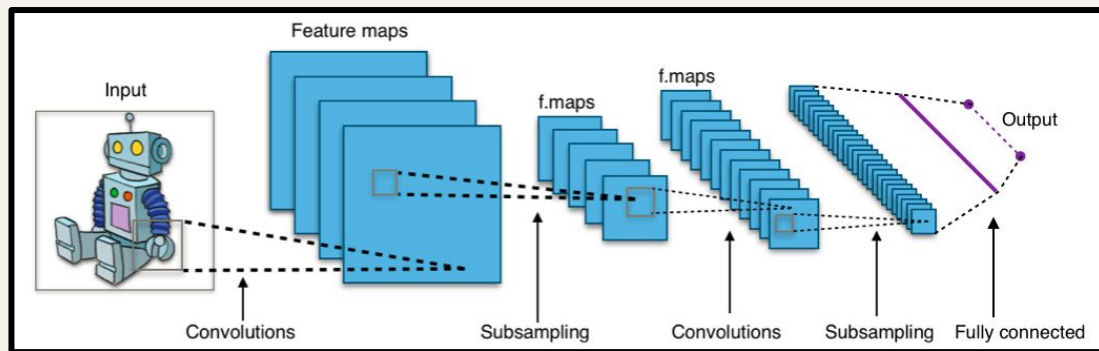 Feature maps
f.maps
Input
f.maps
Output
Convolutions
Subsampling
Convolutions
Subsampling
Fully connected